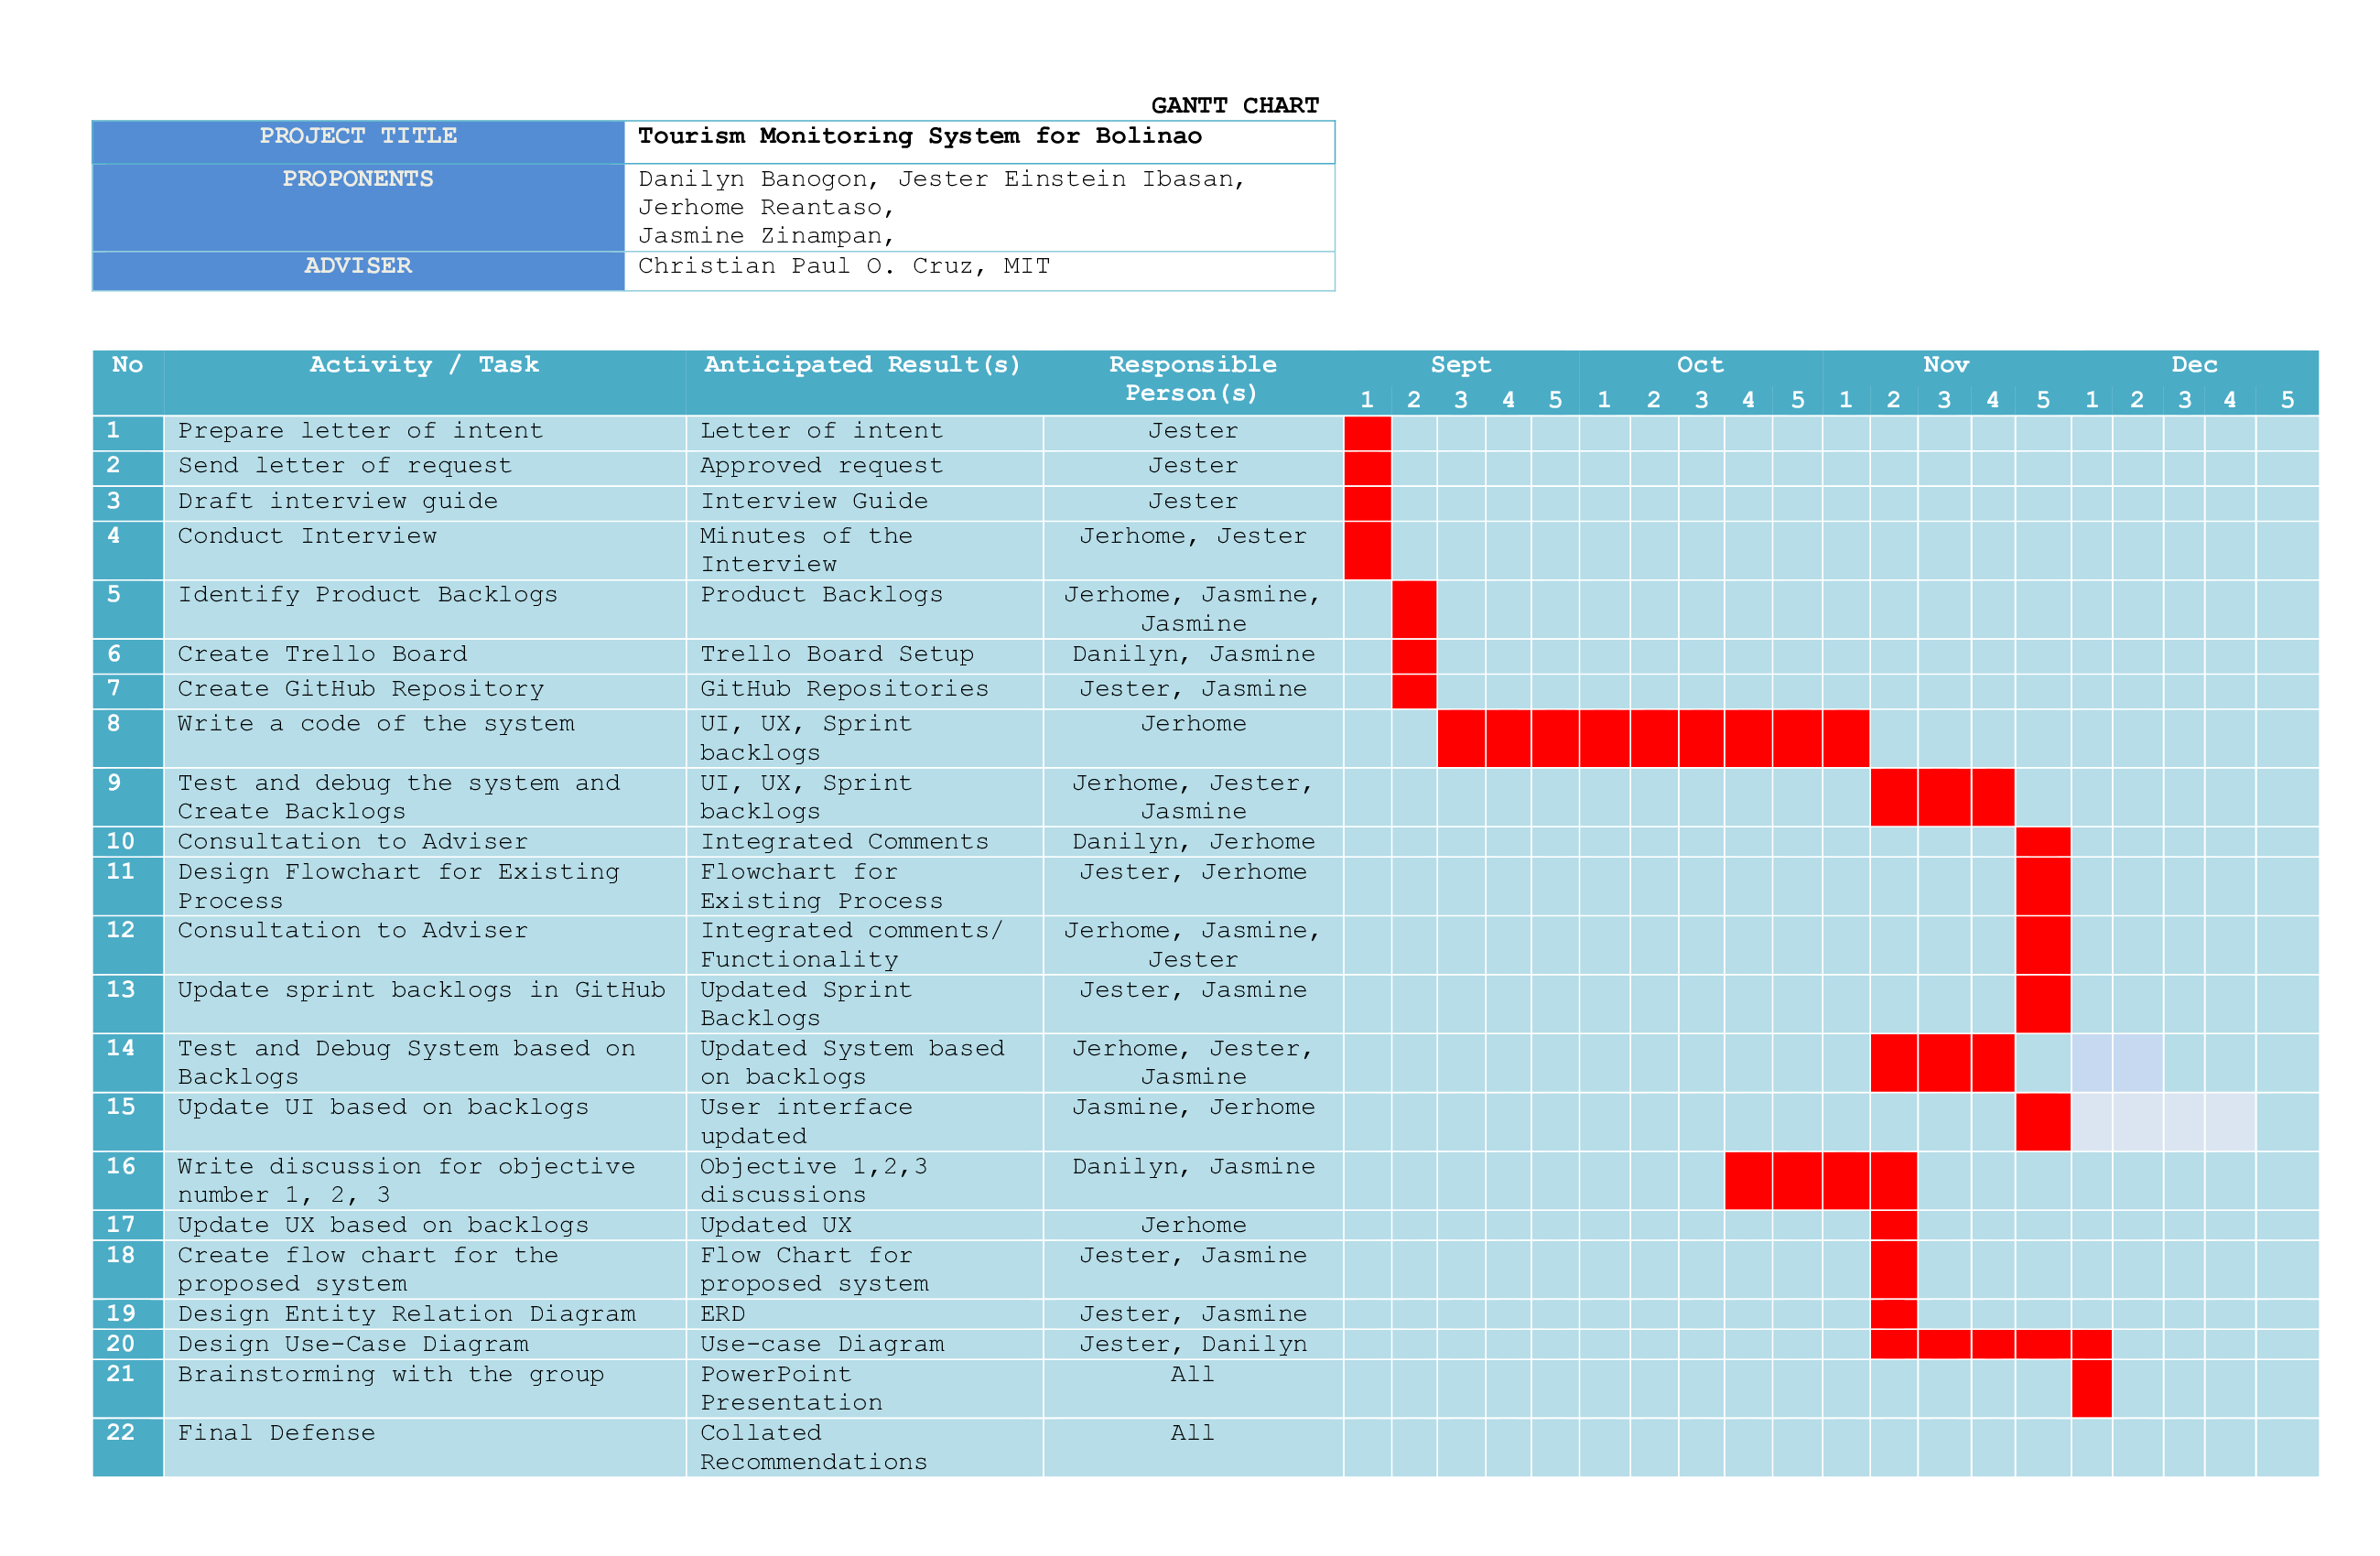 GANTT CHART
PROJECT TITLE Tourism Monitoring System for Bolinao
PROPONENTS Danilyn Banogon, Jester Einstein Ibasan,
Jerhome Reantaso,
Jasmine Zinampan,
ADVISER Christian Paul O. Cruz, MIT
No Activity / Task Anticipated Result(s) Responsible Sept Oct Nov Dec
Person(s) 1 2 3 4 5 1 2 3 4 5 1 2 3 4 5 1 2 3 4 5
1 Prepare letter of intent Letter of intent Jester
2 Send letter of request Approved request Jester
3 Draft interview guide Interview Guide Jester
4 Conduct Interview Minutes of the Jerhome, Jester
Interview
5 Identify Product Backlogs Product Backlogs Jerhome, Jasmine,
Jasmine
6 Create Trello Board Trello Board Setup Danilyn, Jasmine
7 Create GitHub Repository GitHub Repositories Jester, Jasmine
8 Write a code of the system UI, UX, Sprint Jerhome
backlogs
9 Test and debug the system and UI, UX, Sprint Jerhome, Jester,
Create Backlogs backlogs Jasmine
10 Consultation to Adviser Integrated Comments Danilyn, Jerhome
11 Design Flowchart for Existing Flowchart for Jester, Jerhome
Process Existing Process
12 Consultation to Adviser Integrated comments/ Jerhome, Jasmine,
Functionality Jester
13 Update sprint backlogs in GitHub Updated Sprint Jester, Jasmine
Backlogs
14 Test and Debug System based on Updated System based Jerhome, Jester,
Backlogs on backlogs Jasmine
15 Update UI based on backlogs User interface Jasmine, Jerhome
updated
16 Write discussion for objective Objective 1,2,3 Danilyn, Jasmine
number 1, 2, 3 discussions
17 Update UX based on backlogs Updated UX Jerhome
18 Create flow chart for the Flow Chart for Jester, Jasmine
proposed system proposed system
19 Design Entity Relation Diagram ERD Jester, Jasmine
20 Design Use-Case Diagram Use-case Diagram Jester, Danilyn
21 Brainstorming with the group PowerPoint All
Presentation
22 Final Defense Collated All
Recommendations